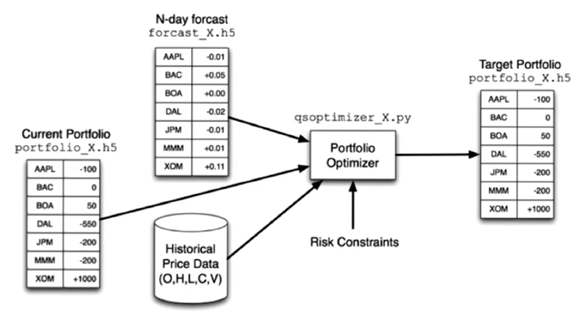 N-day forcast
forcast_X.h5
AAPL -0.01
BAC +0.05
BOA +0.00
DAL -0.02
JPM -0.01
MMM +0.01
XOM +0.11
Current Portfolio
portfolio_X.h5
AAPL -100
BAC 0
BOA 50
DAL -550
JPM -200
MMM -200
XOM +1000
Historical
Price Data
(O,H,L,C,V)
qsoptimizer_X.py
Portfolio
Optimizer
Risk Constraints
Target Portfolio
portfolio_X.h5
AAPL -100
BAC 0
BOA 50
DAL -550
JPM -200
MMM -200
XOM +1000